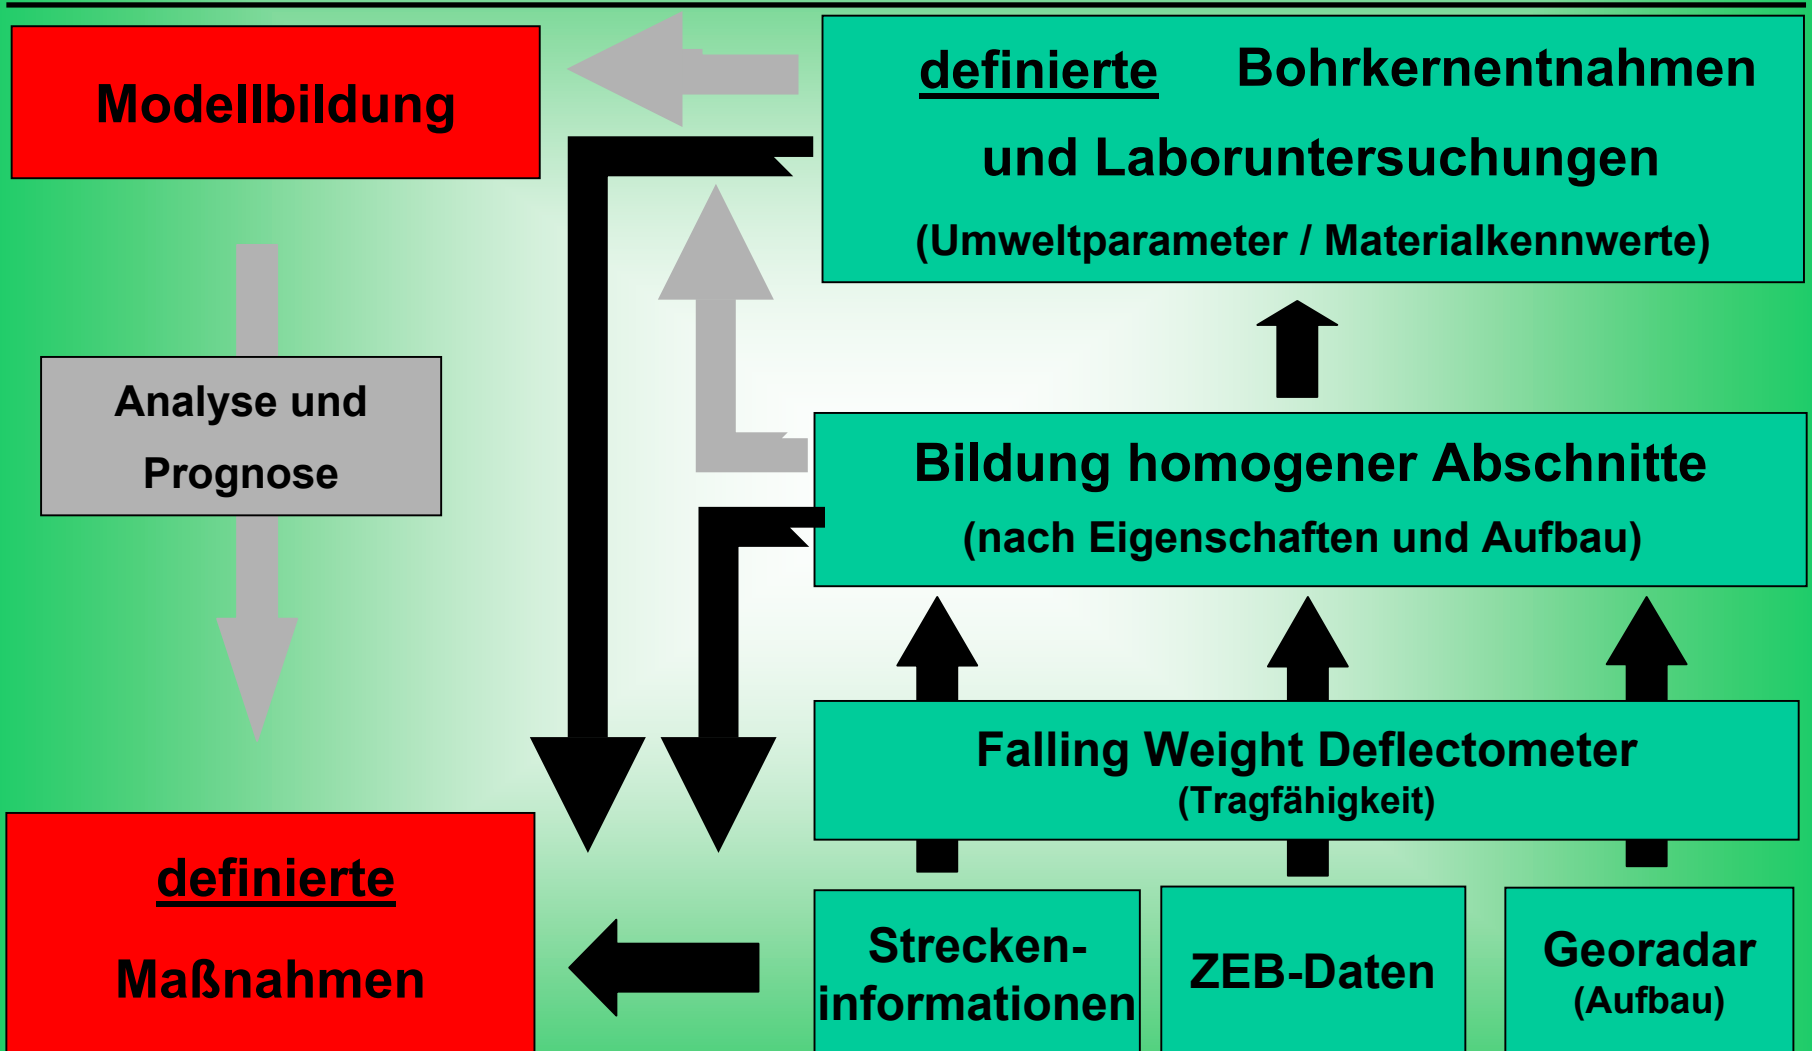 Modellbildung
definierte Bohrkernentnahmen
und Laboruntersuchungen
(Umweltparameter / Materialkennwerte)
Analyse und
Prognose
Bildung homogener Abschnitte
(nach Eigenschaften und Aufbau)
Falling Weight Deflectometer
(Tragfähigkeit)
definierte
Maßnahmen
Strecken-
informationen
ZEB-Daten
Georadar
(Aufbau)